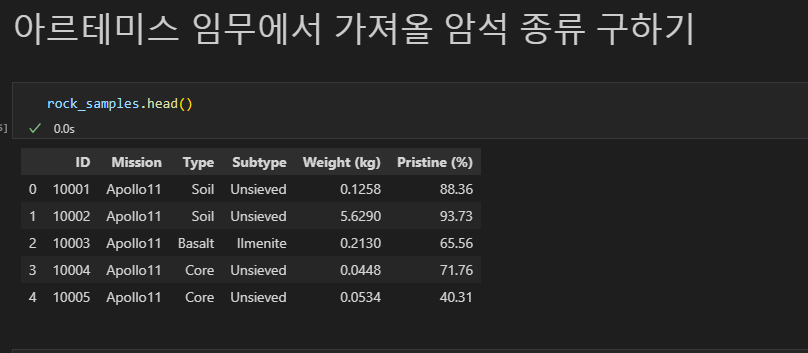 아르테미스 임무에서 가져올 암석 종류 구하기
rock_samples.head()
0.0s
ID Mission Type Subtype Weight (kg) Pristine (%)
0 10001 Apollo11 Soil Unsieved 0.1258 88.36
1 10002 Apollo11 Soil Unsieved 5.6290 93.73
2 10003 Apollo11 Basalt Ilmenite 0.2130 65.56
3 10004 Apollo11 Core Unsieved 0.0448 71.76
4 10005 Apollo11 Core Unsieved 0.0534 40.31